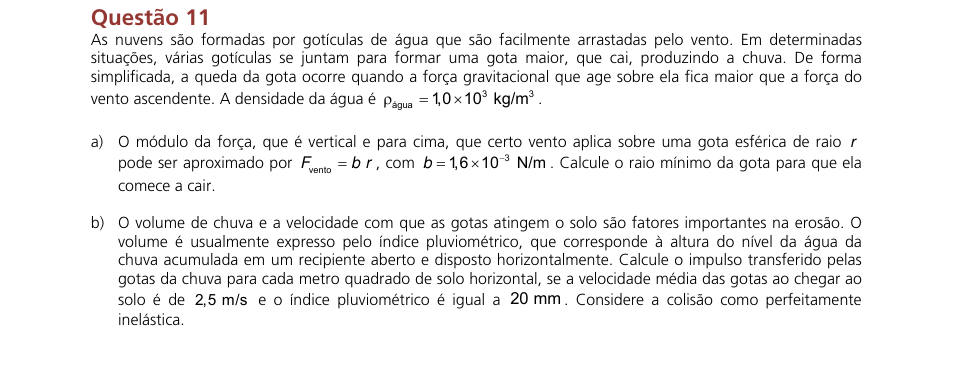 Questão 11
As nuvens são formadas por gotículas de água que são facilmente arrastadas pelo vento. Em determinadas
situações, várias gotículas se juntam para formar uma gota maior, que cai, produzindo a chuva. De forma
simplificada, a queda da gota ocorre quando a força gravitacional que age sobre ela fica maior que a força do
vento ascendente. A densidade da água é ρ_água = 1,0×10³ kg/m³ .
a) O módulo da força, que é vertical e para cima, que certo vento aplica sobre uma gota esférica de raio r
pode ser aproximado por F_vento = b r , com b = 1,6×10⁻³ N/m . Calcule o raio mínimo da gota para que ela
comece a cair.
b) O volume de chuva e a velocidade com que as gotas atingem o solo são fatores importantes na erosão. O
volume é usualmente expresso pelo índice pluviométrico, que corresponde à altura do nível da água da
chuva acumulada em um recipiente aberto e disposto horizontalmente. Calcule o impulso transferido pelas
gotas da chuva para cada metro quadrado de solo horizontal, se a velocidade média das gotas ao chegar ao
solo é de 2,5 m/s e o índice pluviométrico é igual a 20 mm . Considere a colisão como perfeitamente
inelástica.